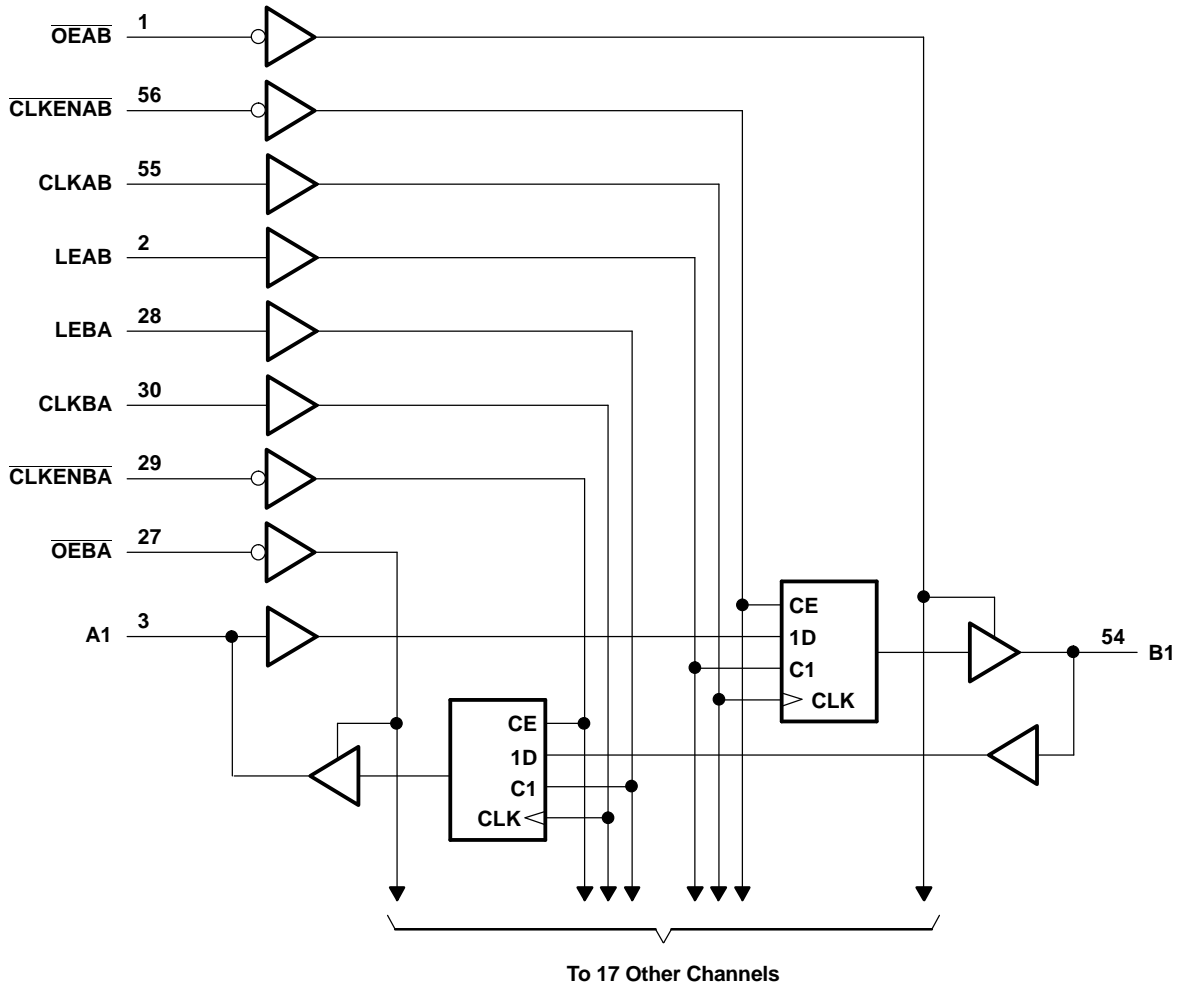 OEAB 1
CLKENAB 56
CLKAB 55
LEAB 2
LEBA 28
CLKBA 30
CLKENBA 29
OEBA 27
A1 3
CE
1D
C1
CLK
54 B1
CE
1D
C1
CLK
To 17 Other Channels